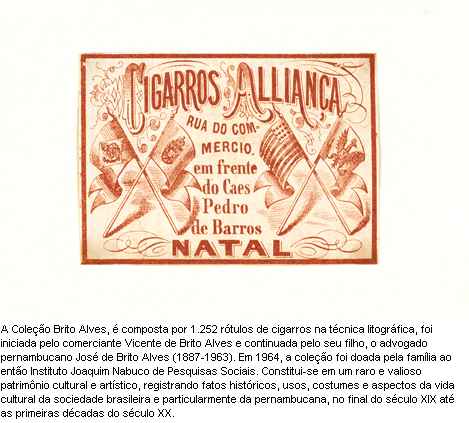 CIGARROS ALLIANÇA
RUA DO COM-
MERCIO.
em frente
do Caes
Pedro
de Barros
NATAL
A Coleção Brito Alves, é composta por 1.252 rótulos de cigarros na técnica litográfica, foi
iniciada pelo comerciante Vicente de Brito Alves e continuada pelo seu filho, o advogado
pernambucano José de Brito Alves (1887-1963). Em 1964, a coleção foi doada pela família ao
então Instituto Joaquim Nabuco de Pesquisas Sociais. Constitui-se em um raro e valioso
patrimônio cultural e artístico, registrando fatos históricos, usos, costumes e aspectos da vida
cultural da sociedade brasileira e particularmente da pernambucana, no final do século XIX até
as primeiras décadas do século XX.